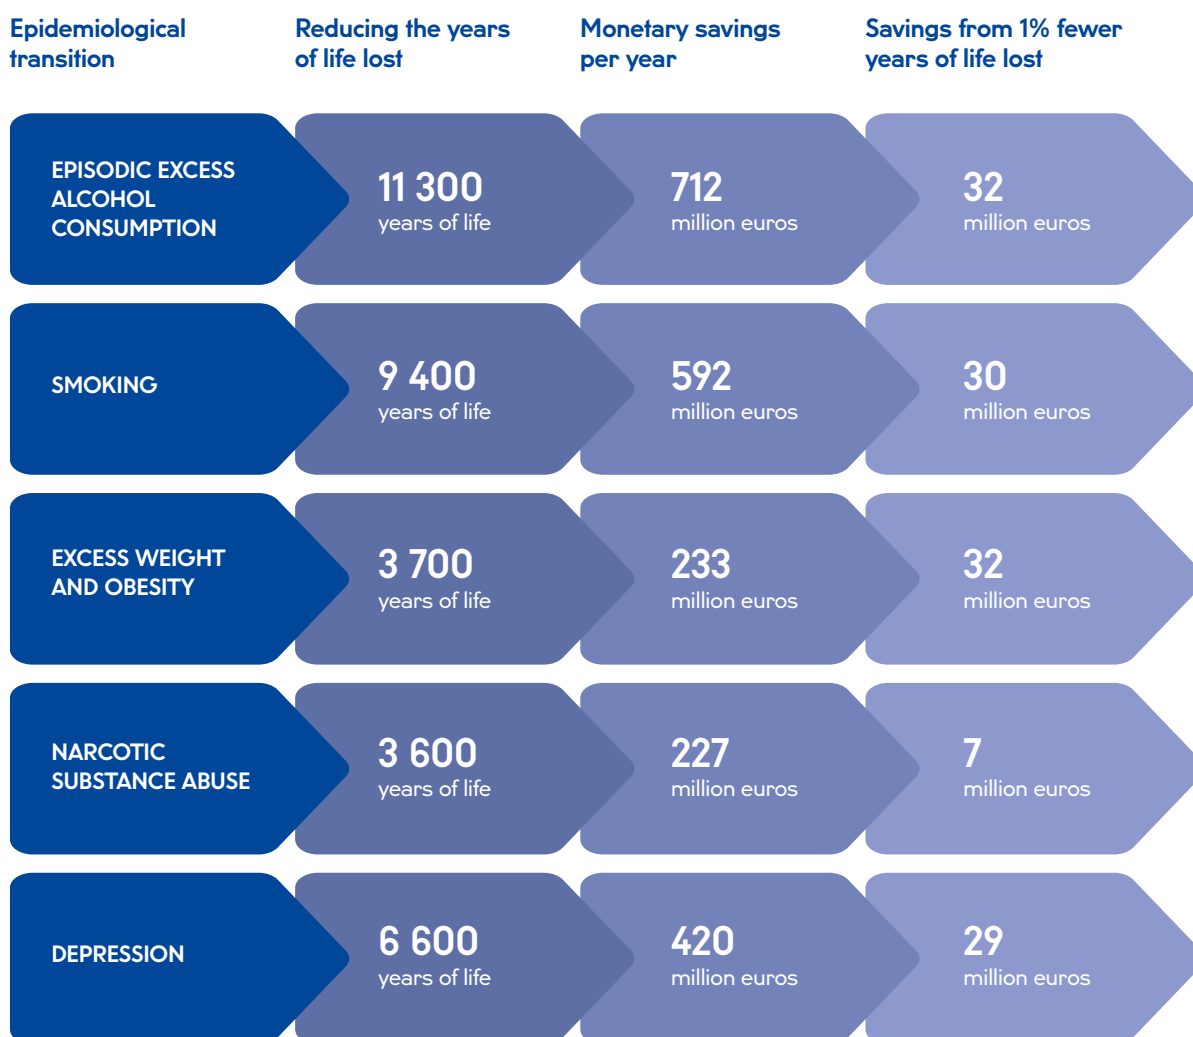 Epidemiological
transition
Reducing the years
of life lost
Monetary savings
per year
Savings from 1% fewer
years of life lost
EPISODIC EXCESS
ALCOHOL
CONSUMPTION
11 300
years of life
712
million euros
32
million euros
SMOKING
9 400
years of life
592
million euros
30
million euros
EXCESS WEIGHT
AND OBESITY
3 700
years of life
233
million euros
32
million euros
NARCOTIC
SUBSTANCE ABUSE
3 600
years of life
227
million euros
7
million euros
DEPRESSION
6 600
years of life
420
million euros
29
million euros